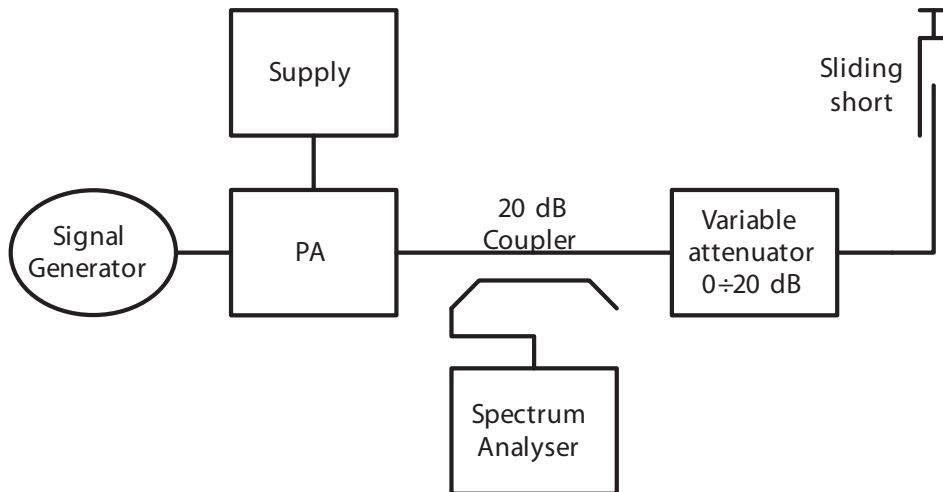 Supply
Sliding
short
Signal
Generator
PA
20 dB
Coupler
Variable
attenuator
0÷20 dB
Spectrum
Analyser